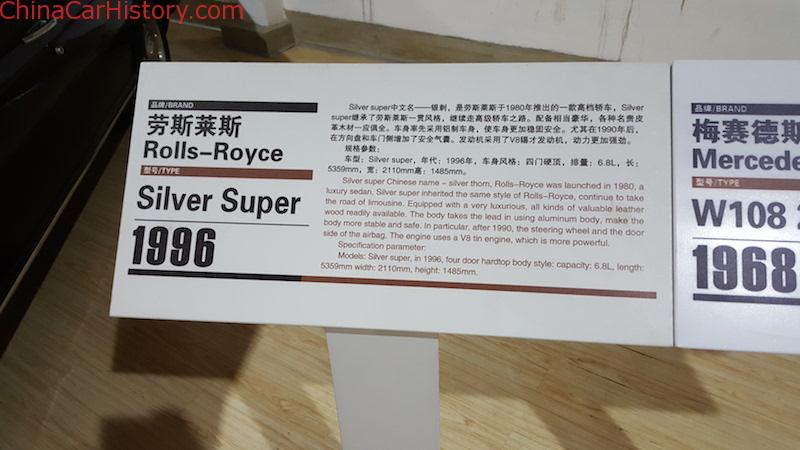 ChinaCarHistory.com
品牌/BRAND
劳斯莱斯
Rolls-Royce
型号/TYPE
Silver Super
1996
Silver super中文名——银刺，是劳斯莱斯于1980年推出的一款高档轿车，Silver
super继承了劳斯莱斯一贯风格，继续走高级轿车之路。配备相当豪华，各种名贵皮
革木材一应俱全。车身率先采用铝制车身，使车身更加稳固安全。尤其在1990年后，
在方向盘和车门侧增加了安全气囊。发动机采用了V8锡才发动机，动力更加强劲。
规格参数：
车型：Silver super，年代：1996年，车身风格：四门硬顶，排量：6.8L，长：
5359mm，宽：2110mm高：1485mm。
Silver super Chinese name – silver thorn, Rolls-Royce was launched in 1980, a
luxury sedan, Silver super inherited the same style of Rolls-Royce, continue to take
the road of limousine. Equipped with a very luxurious, all kinds of valuable leather
wood readily available. The body takes the lead in using aluminum body, make the
body more stable and safe. In particular, after 1990, the steering wheel and the door
side of the airbag. The engine uses a V8 tin engine, which is more powerful.
Specification parameter:
Models: Silver super, in 1996, four door hardtop body style: capacity: 6.8L, length:
5359mm width: 2110mm, height: 1485mm.
品牌/BRAND
梅赛德斯
Mercede
型号/TYPE
W108 2
1968